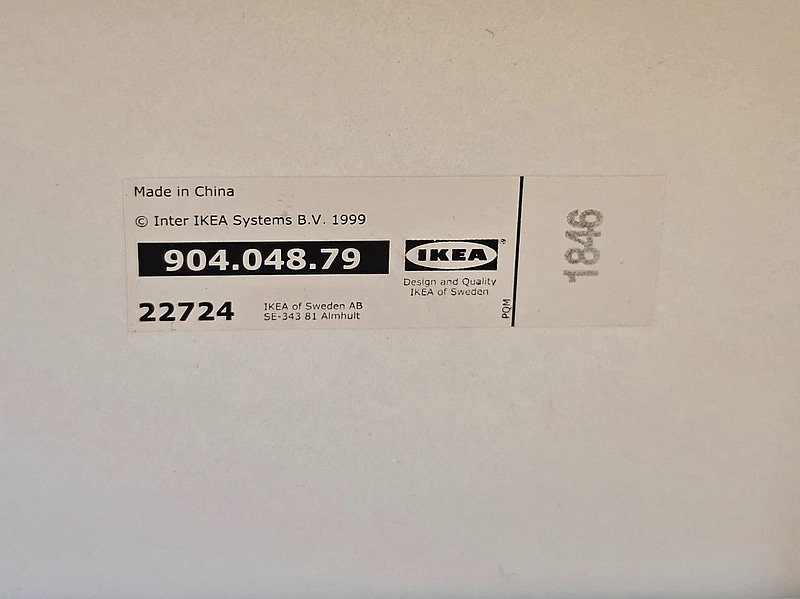 Made in China
© Inter IKEA Systems B.V. 1999
904.048.79
IKEA®
Design and Quality
IKEA of Sweden
22724
IKEA of Sweden AB
SE-343 81 Almhult
PQM
1846